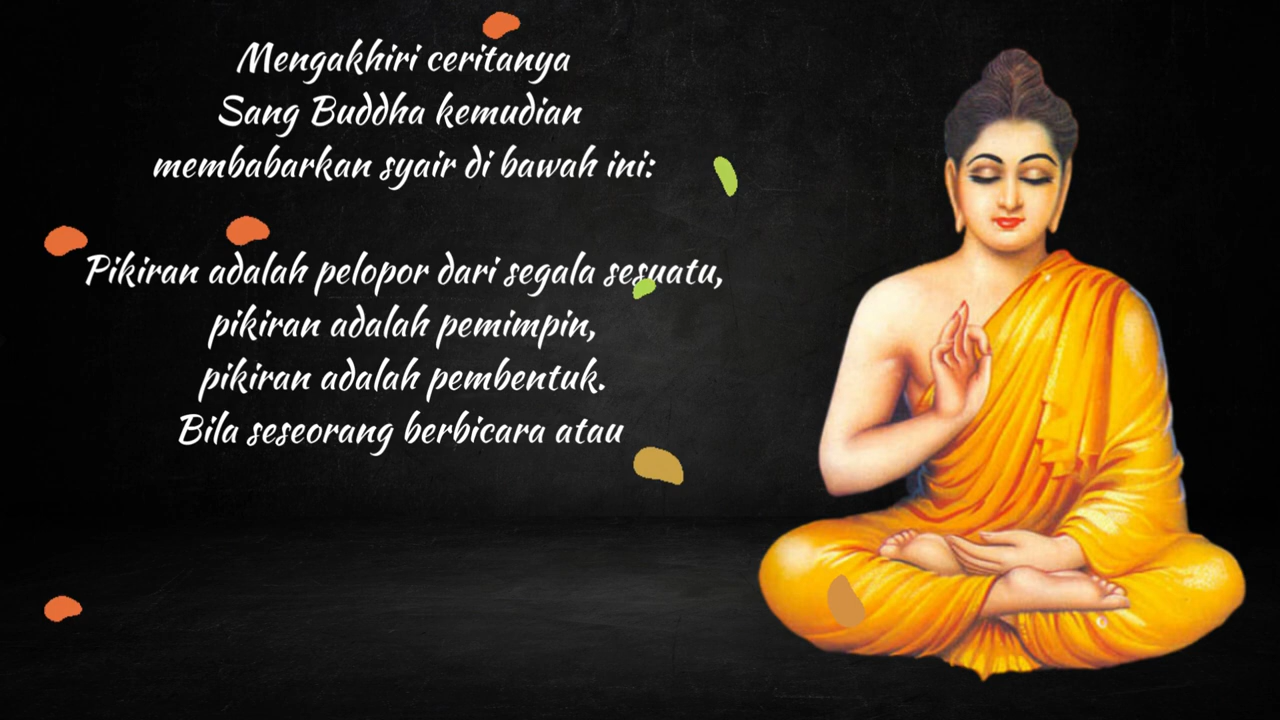 Mengakhiri ceritanya
Sang Buddha kemudian
membabarkan syair di bawah ini:
Pikiran adalah pelopor dari segala sesuatu,
pikiran adalah pemimpin,
pikiran adalah pembentuk.
Bila seseorang berbicara atau